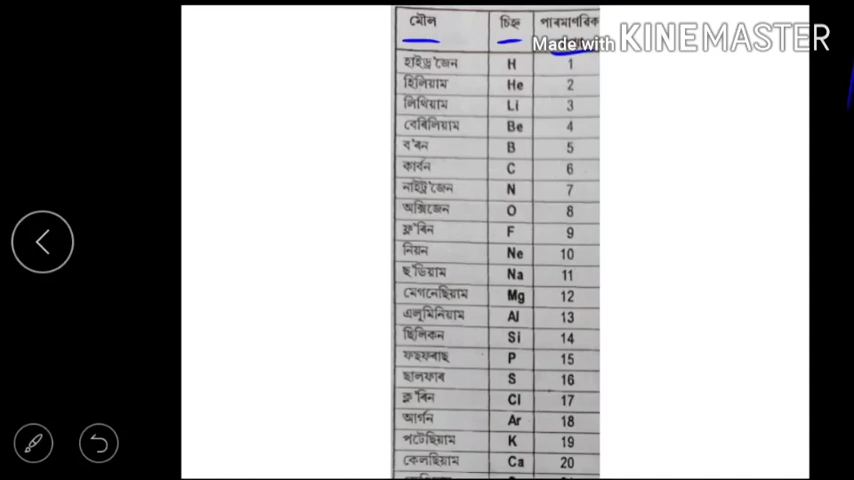 মৌল চিহ্ন পাৰমাণৱিক
Made with KINEMASTER
হাইড্ৰ'জেন H 1
হিলিয়াম He 2
লিথিয়াম Li 3
বেৰিলিয়াম Be 4
ব'ৰন B 5
কাৰ্বন C 6
নাইট্ৰ'জেন N 7
অক্সিজেন O 8
ফ্ল'ৰিন F 9
নিয়ন Ne 10
ছ'ডিয়াম Na 11
মেগনেছিয়াম Mg 12
এলুমিনিয়াম Al 13
ছিলিকন Si 14
ফছফৰাছ P 15
ছালফাৰ S 16
ক্ল'ৰিন Cl 17
আৰ্গন Ar 18
পটেছিয়াম K 19
কেলছিয়াম Ca 20